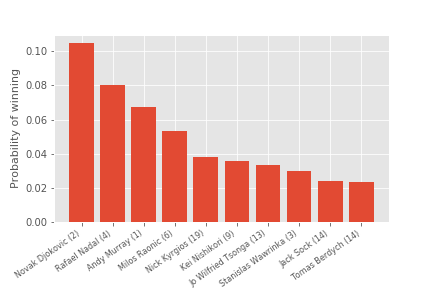 Probability of winning
0.10
0.08
0.06
0.04
0.02
0.00
Novak Djokovic (2)
Rafael Nadal (4)
Andy Murray (1)
Milos Raonic (6)
Nick Kyrgios (19)
Kei Nishikori (9)
Jo Wilfried Tsonga (13)
Stanislas Wawrinka (3)
Jack Sock (14)
Tomas Berdych (14)